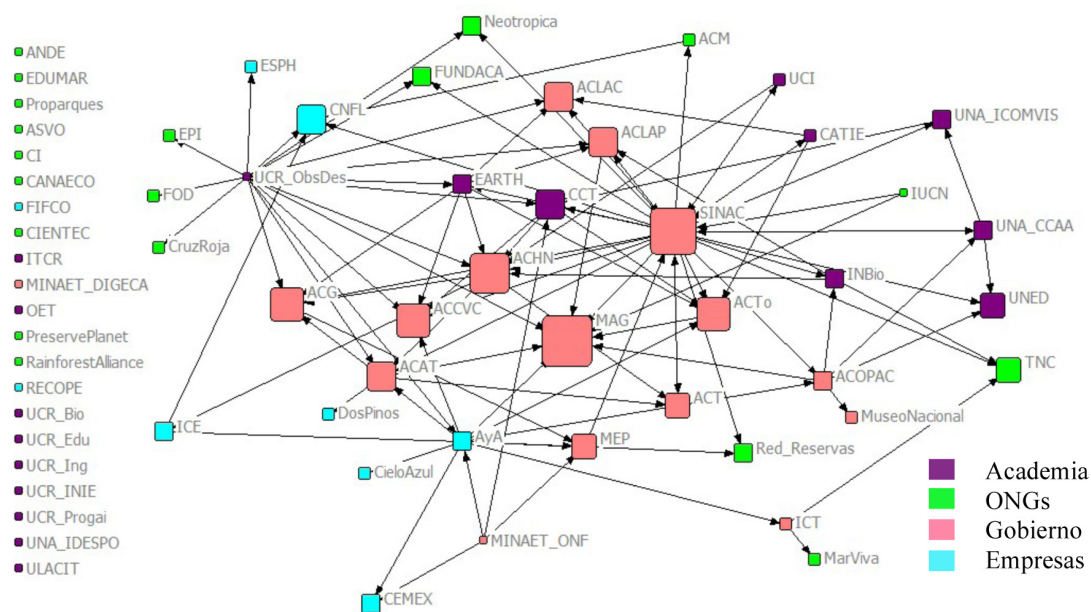 ANDE
EDUMAR
Proparques
ASVO
CI
CANAECO
FIFCO
CIENTEC
ITCR
MINAET_DIGECA
OET
PreservePlanet
RainforestAlliance
RECOPE
UCR_Bio
UCR_Edu
UCR_Ing
UCR_INIE
UCR_Progai
UNA_IDESPO
ULACIT
Neotropica
ACM
ESPH
FUNDACA
UCI
ACLAC
CNFL
UNA_ICOMVIS
EPI
ACLAP
CATIE
UCR_ObsDes
EARTH
FOD
CCT
SINAC
IUCN
UNA_CCAA
CruzRoja
ACHN
INBio
ACG
ACCVC
MAG
ACTo
UNED
TNC
ACAT
ACOPAC
DosPinos
ACT
MuseoNacional
ICE
AyA
MEP
Red_Reservas
CieloAzul
ICT
MINAET_ONF
MarViva
CEMEX
Academia
ONGs
Gobierno
Empresas